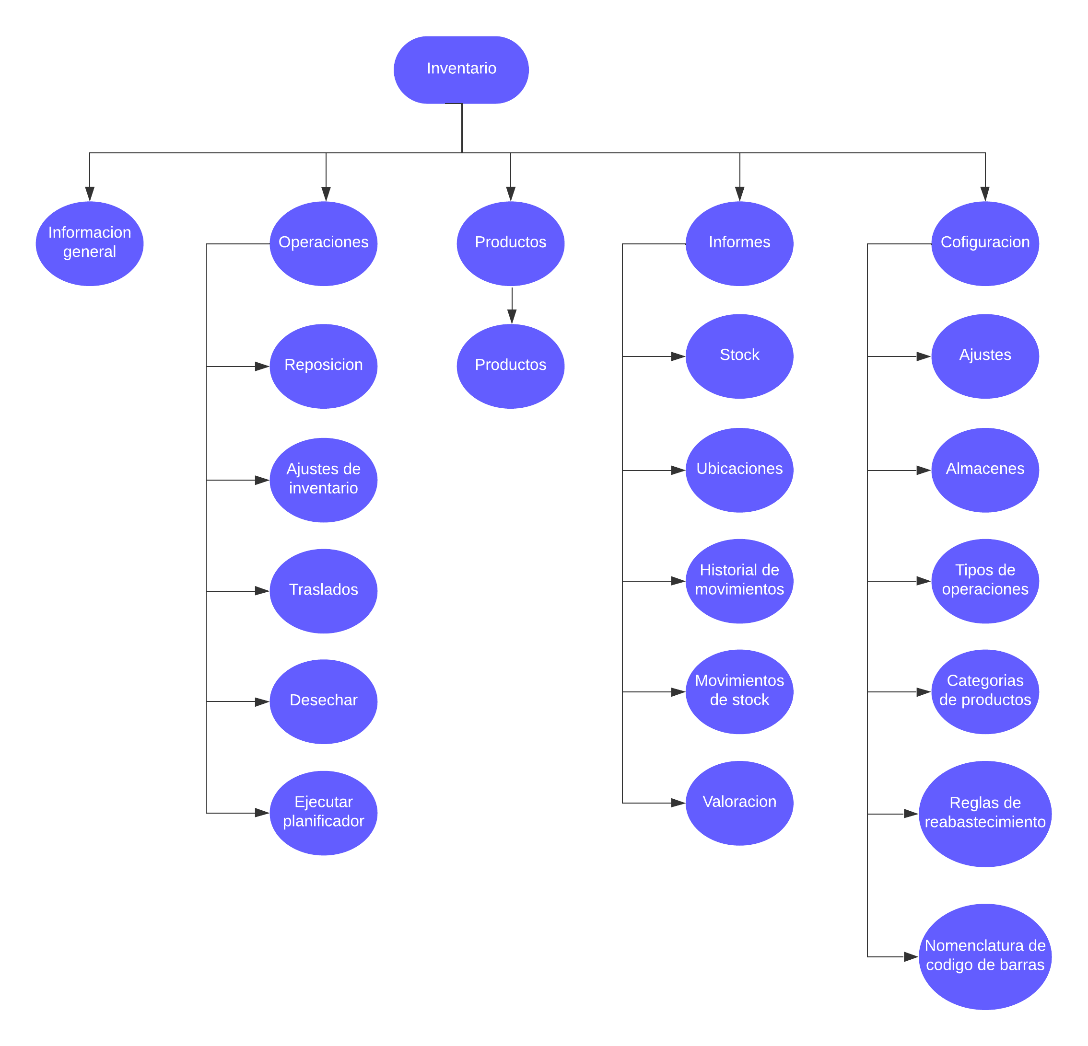 Inventario
Informacion
general
Operaciones
Productos
Informes
Cofiguracion
Reposicion
Productos
Stock
Ajustes
Ajustes de
inventario
Ubicaciones
Almacenes
Traslados
Historial de
movimientos
Tipos de
operaciones
Desechar
Movimientos
de stock
Categorias
de productos
Ejecutar
planificador
Valoracion
Reglas de
reabastecimiento
Nomenclatura de
codigo de barras